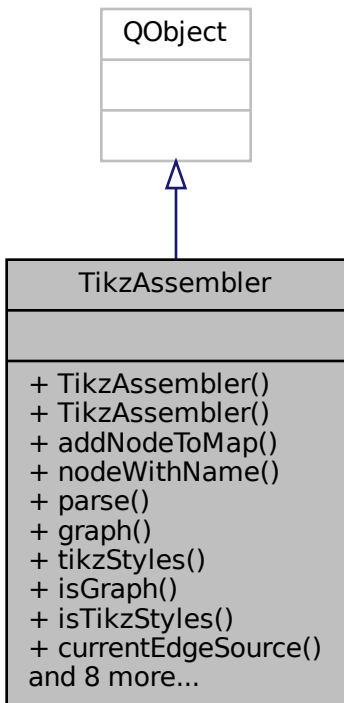 QObject
TikzAssembler
+ TikzAssembler()
+ TikzAssembler()
+ addNodeToMap()
+ nodeWithName()
+ parse()
+ graph()
+ tikzStyles()
+ isGraph()
+ isTikzStyles()
+ currentEdgeSource()
and 8 more...